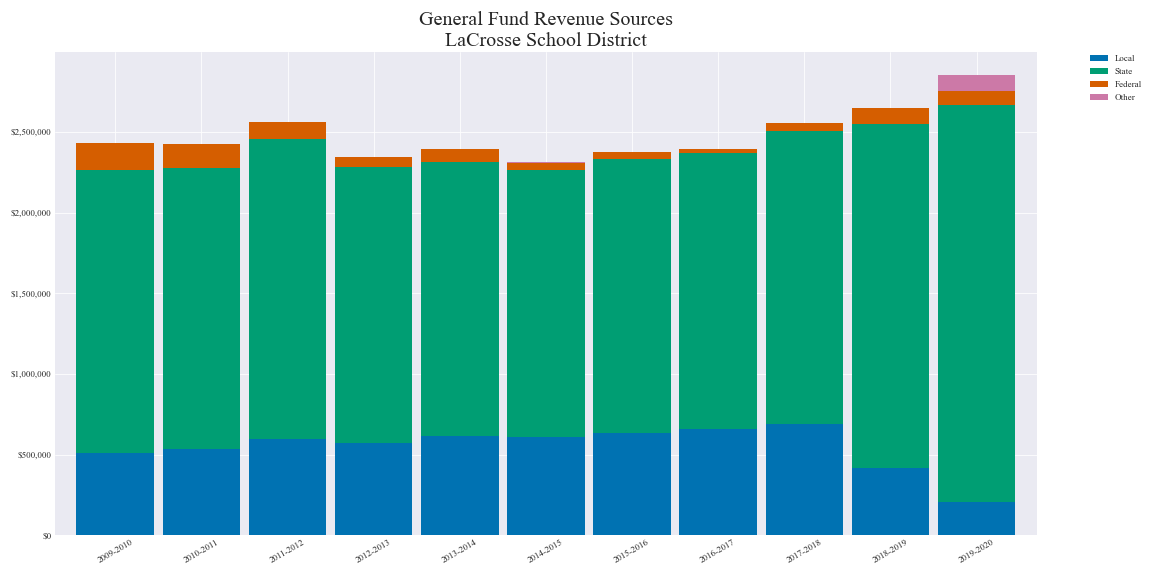 General Fund Revenue Sources
LaCrosse School District
Local
State
Federal
Other
$2,500,000
$2,000,000
$1,500,000
$1,000,000
$500,000
$0
2009-2010
2010-2011
2011-2012
2012-2013
2013-2014
2014-2015
2015-2016
2016-2017
2017-2018
2018-2019
2019-2020